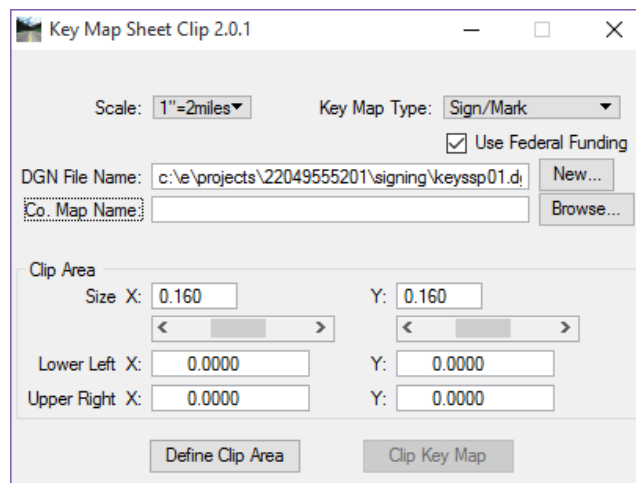 Key Map Sheet Clip 2.0.1
Scale: 1"=2miles Key Map Type: Sign/Mark
Use Federal Funding
DGN File Name: c:\e\projects\22049555201\signing\keyssp01.d New...
Co. Map Name: Browse...
Clip Area
Size X: 0.160 Y: 0.160
Lower Left X: 0.0000 Y: 0.0000
Upper Right X: 0.0000 Y: 0.0000
Define Clip Area Clip Key Map